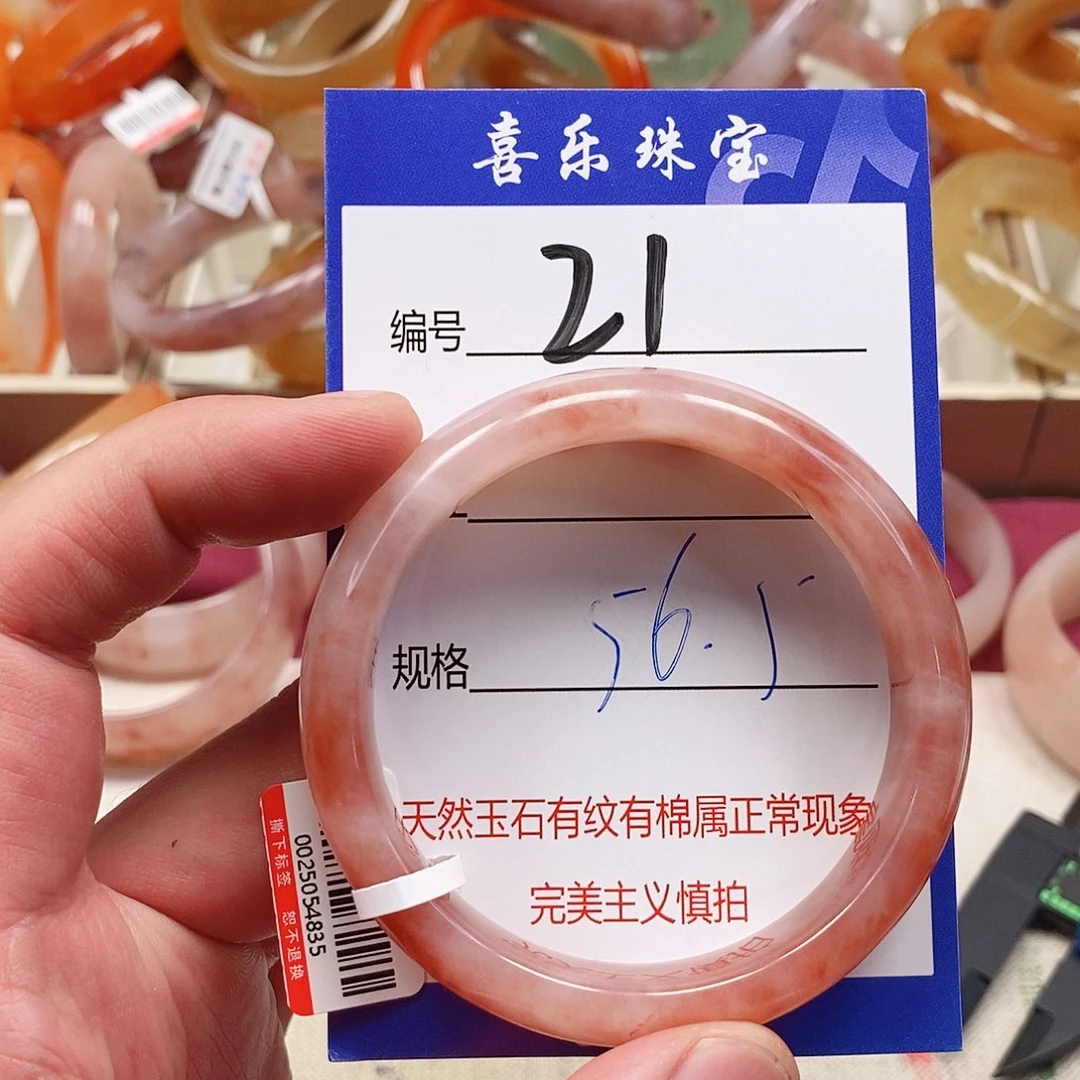 喜乐珠宝
编号 21
规格 56.5
天然玉石有纹有棉属正常现象
完美主义慎拍
撕下标签 恕不退换
0025054835